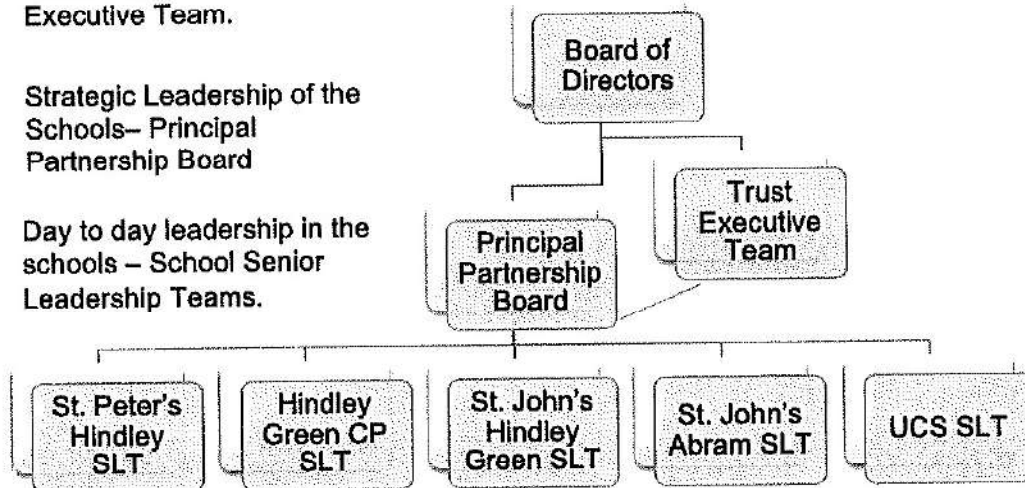 Executive Team.
Strategic Leadership of the
Schools– Principal
Partnership Board
Day to day leadership in the
schools – School Senior
Leadership Teams.
Board of
Directors
Trust
Executive
Team
Principal
Partnership
Board
St. Peter's
Hindley
SLT
Hindley
Green CP
SLT
St. John's
Hindley
Green SLT
St. John's
Abram SLT
UCS SLT